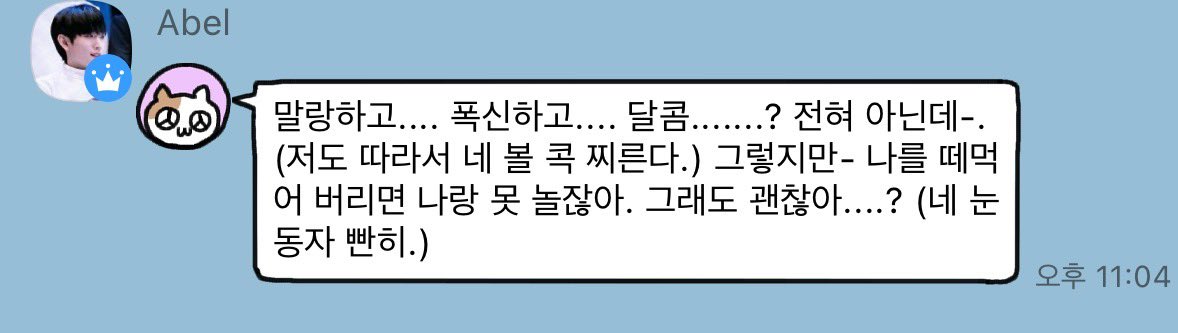 Abel
말랑하고.... 폭신하고.... 달콤.......? 전혀 아닌데-.
(저도 따라서 네 볼 콕 찌른다.) 그렇지만- 나를 떼먹
어 버리면 나랑 못 놀잖아. 그래도 괜찮아....? (네 눈
동자 빤히.)
오후 11:04